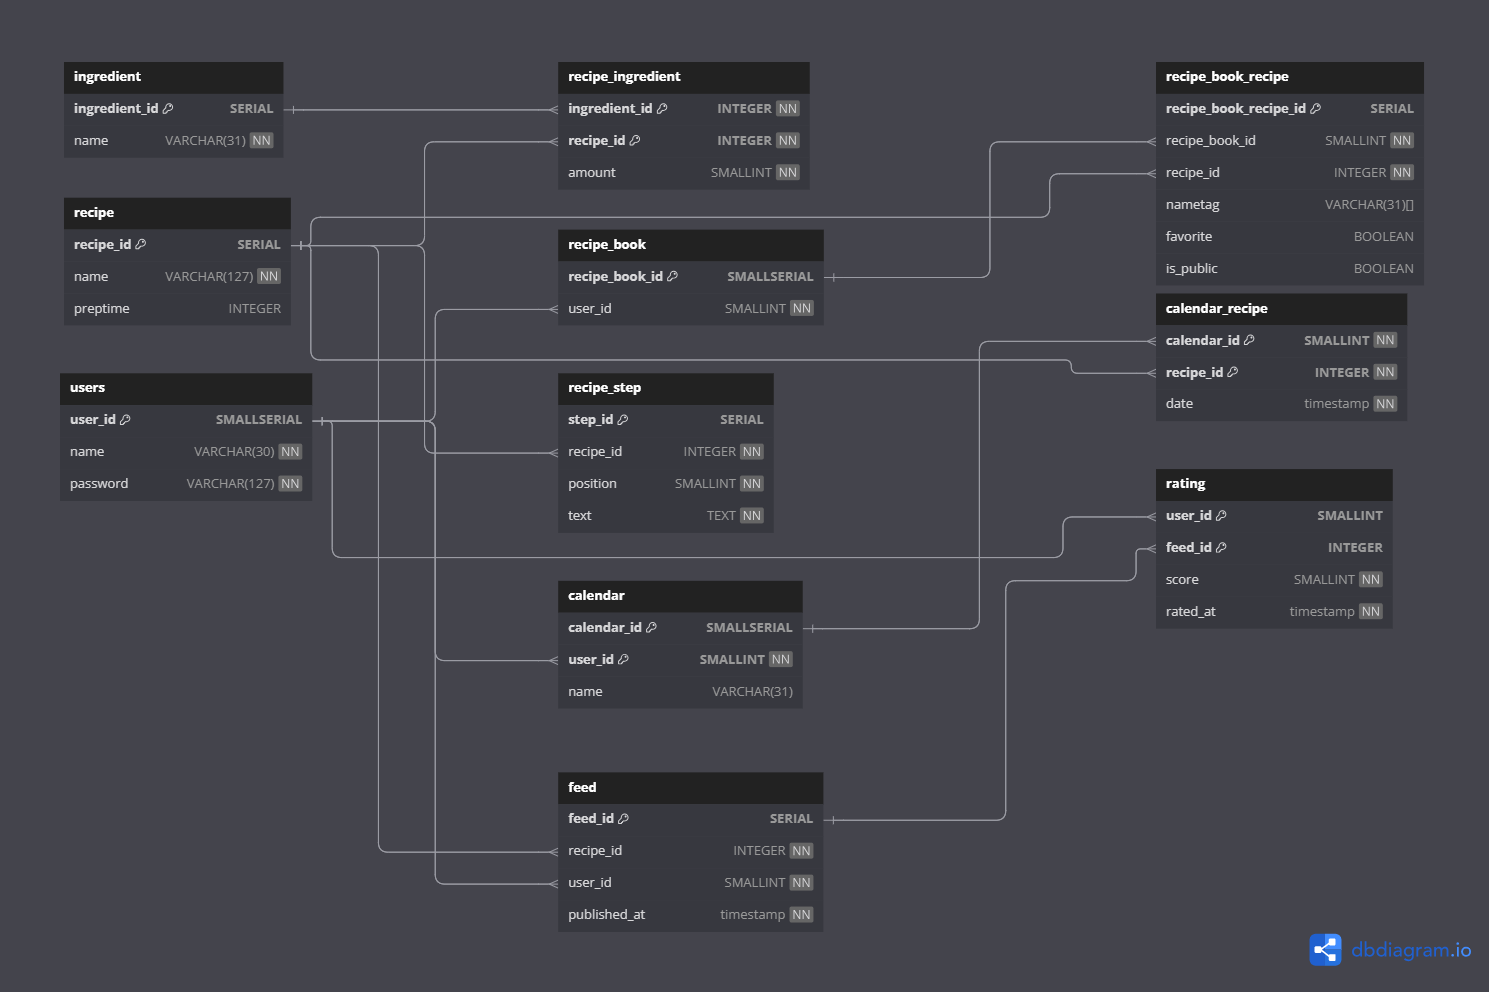 ingredient
ingredient_id SERIAL
name VARCHAR(31) NN
recipe
recipe_id SERIAL
name VARCHAR(127) NN
preptime INTEGER
users
user_id SMALLSERIAL
name VARCHAR(30) NN
password VARCHAR(127) NN
recipe_ingredient
ingredient_id INTEGER NN
recipe_id INTEGER NN
amount SMALLINT NN
recipe_book
recipe_book_id SMALLSERIAL
user_id SMALLINT NN
recipe_step
step_id SERIAL
recipe_id INTEGER NN
position SMALLINT NN
text TEXT NN
calendar
calendar_id SMALLSERIAL
user_id SMALLINT NN
name VARCHAR(31)
feed
feed_id SERIAL
recipe_id INTEGER NN
user_id SMALLINT NN
published_at timestamp NN
recipe_book_recipe
recipe_book_recipe_id SERIAL
recipe_book_id SMALLINT NN
recipe_id INTEGER NN
nametag VARCHAR(31)[]
favorite BOOLEAN
is_public BOOLEAN
calendar_recipe
calendar_id SMALLINT NN
recipe_id INTEGER NN
date timestamp NN
rating
user_id SMALLINT
feed_id INTEGER
score SMALLINT NN
rated_at timestamp NN
dbdiagram.io